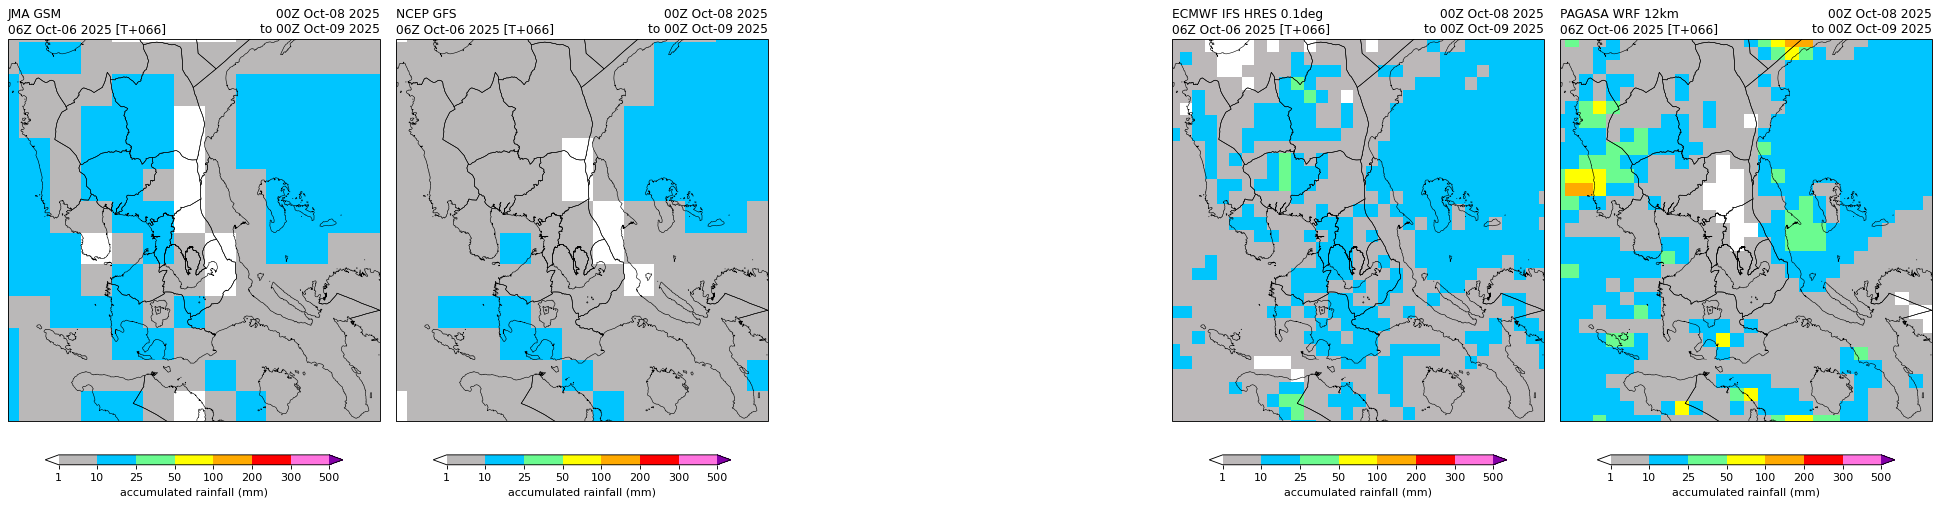 JMA GSM 00Z Oct-08 2025
06Z Oct-06 2025 [T+066] to 00Z Oct-09 2025
1 10 25 50 100 200 300 500
accumulated rainfall (mm)
NCEP GFS 00Z Oct-08 2025
06Z Oct-06 2025 [T+066] to 00Z Oct-09 2025
1 10 25 50 100 200 300 500
accumulated rainfall (mm)
ECMWF IFS HRES 0.1deg 00Z Oct-08 2025
06Z Oct-06 2025 [T+066] to 00Z Oct-09 2025
1 10 25 50 100 200 300 500
accumulated rainfall (mm)
PAGASA WRF 12km 00Z Oct-08 2025
06Z Oct-06 2025 [T+066] to 00Z Oct-09 2025
1 10 25 50 100 200 300 500
accumulated rainfall (mm)